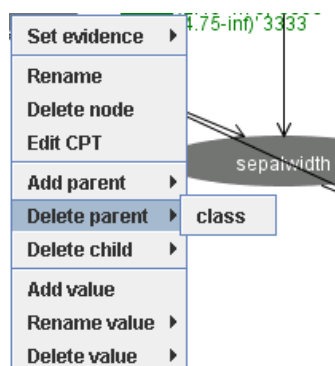 4.75-inf)' 3333
Set evidence
Rename
Delete node
Edit CPT
sepalwidth
Add parent
Delete parent
class
Delete child
Add value
Rename value
Delete value